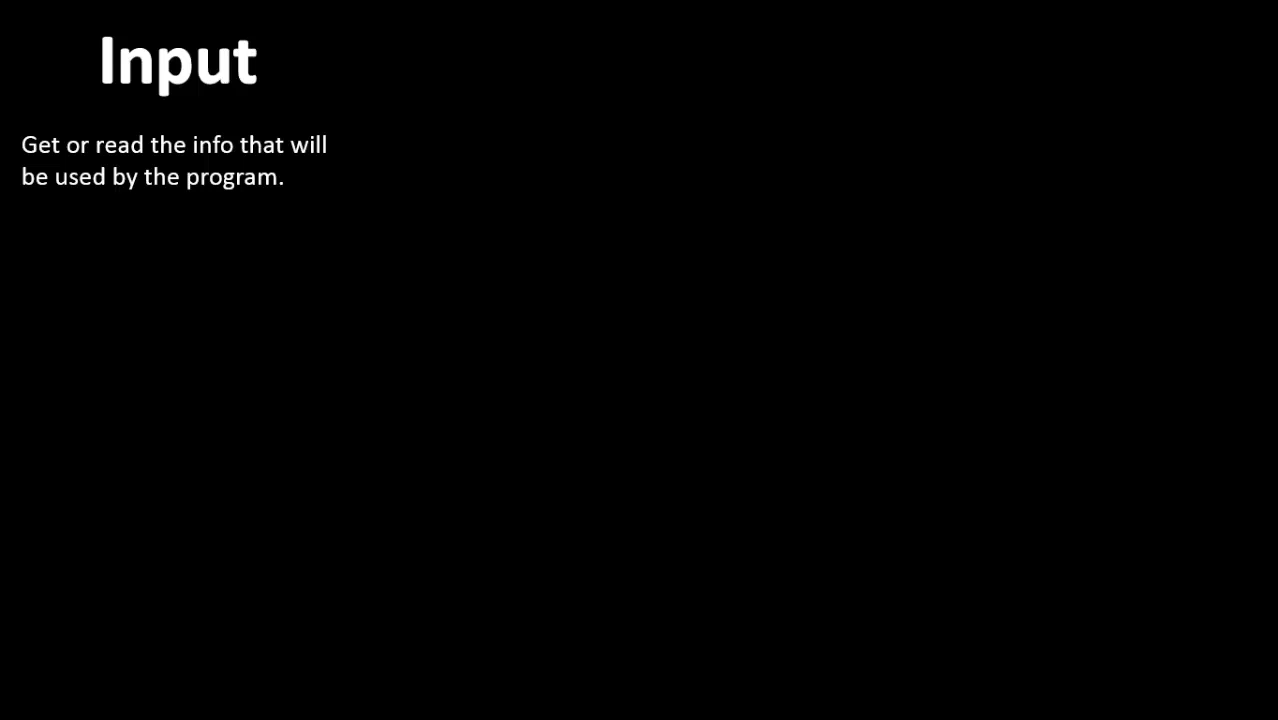 Input
Get or read the info that will
be used by the program.